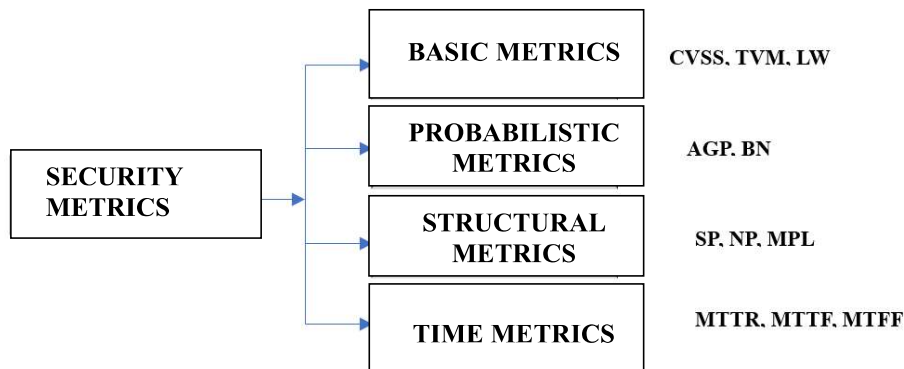 BASIC METRICS
CVSS, TVM, LW
PROBABILISTIC
METRICS
AGP. BN
SECURITY
METRICS
STRUCTURAL
METRICS
SP, NP, MPL
TIME METRICS
MTTR, MTTF, MTFF